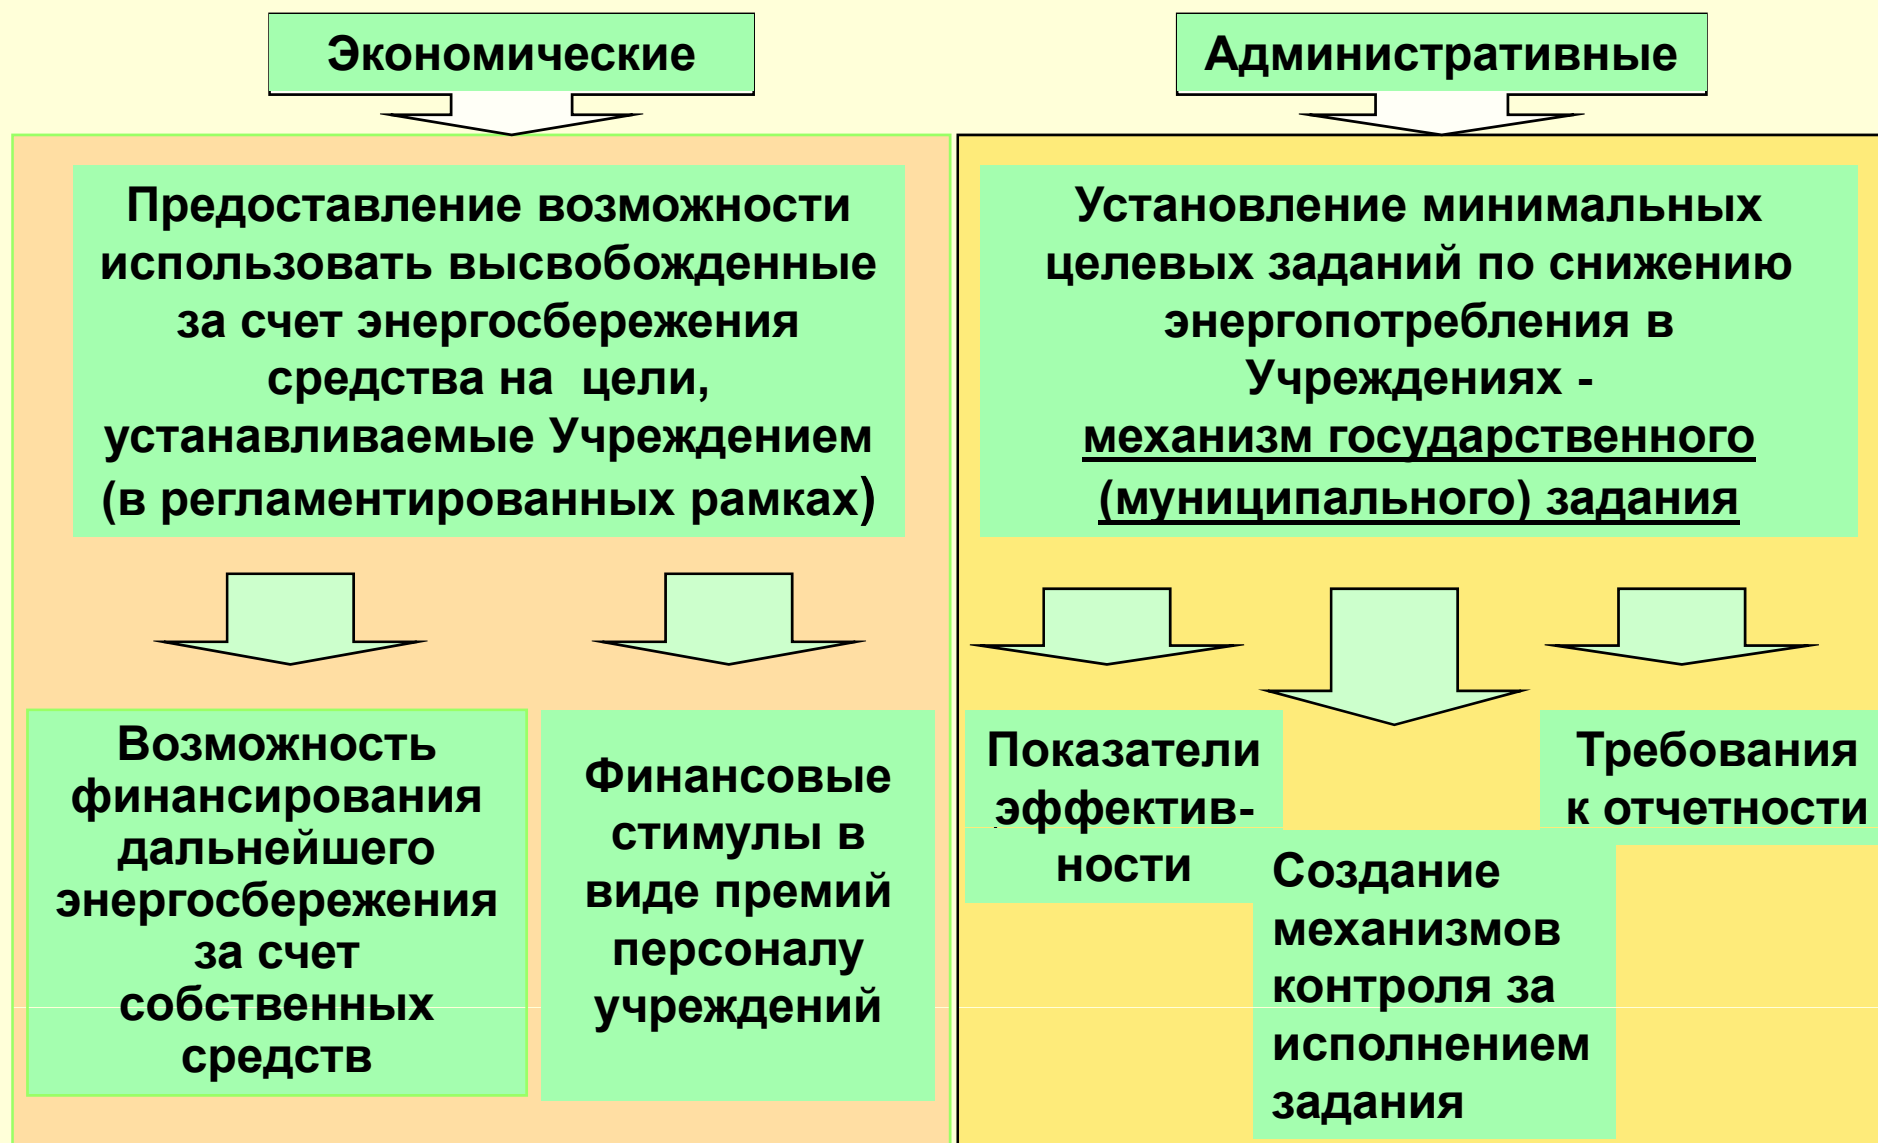 Экономические
Предоставление возможности
использовать высвобожденные
за счет энергосбережения
средства на цели,
устанавливаемые Учреждением
(в регламентированных рамках)
Возможность
финансирования
дальнейшего
энергосбережения
за счет
собственных
средств
Финансовые
стимулы в
виде премий
персоналу
учреждений
Административные
Установление минимальных
целевых заданий по снижению
энергопотребления в
Учреждениях -
механизм государственного
(муниципального) задания
Показатели
эффектив-
ности
Создание
механизмов
контроля за
исполнением
задания
Требования
к отчетности